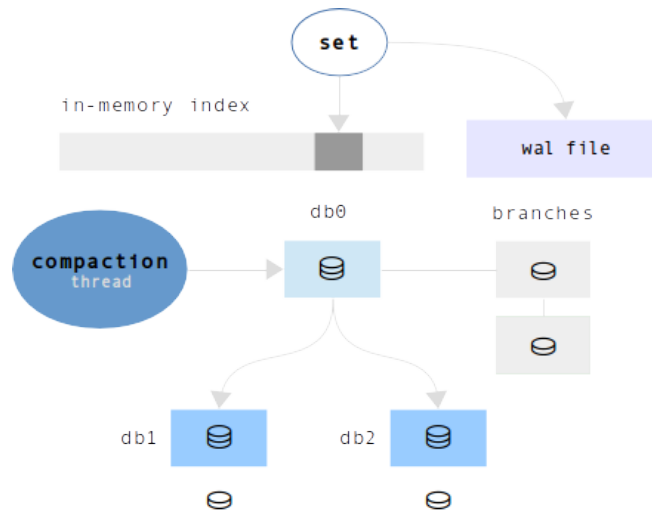 set
in-memory index
wal file
db0
branches
compaction
thread
db1
db2